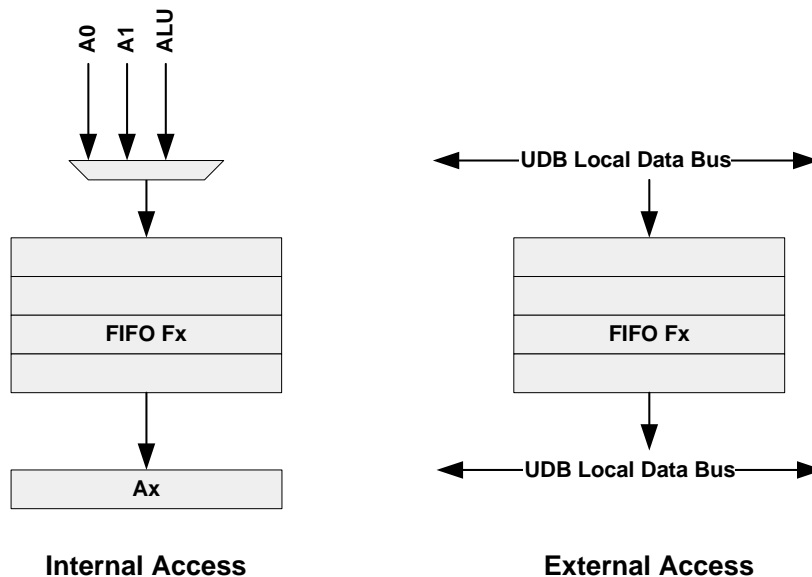 A0
A1
ALU
FIFO Fx
Ax
Internal Access
UDB Local Data Bus
FIFO Fx
UDB Local Data Bus
External Access